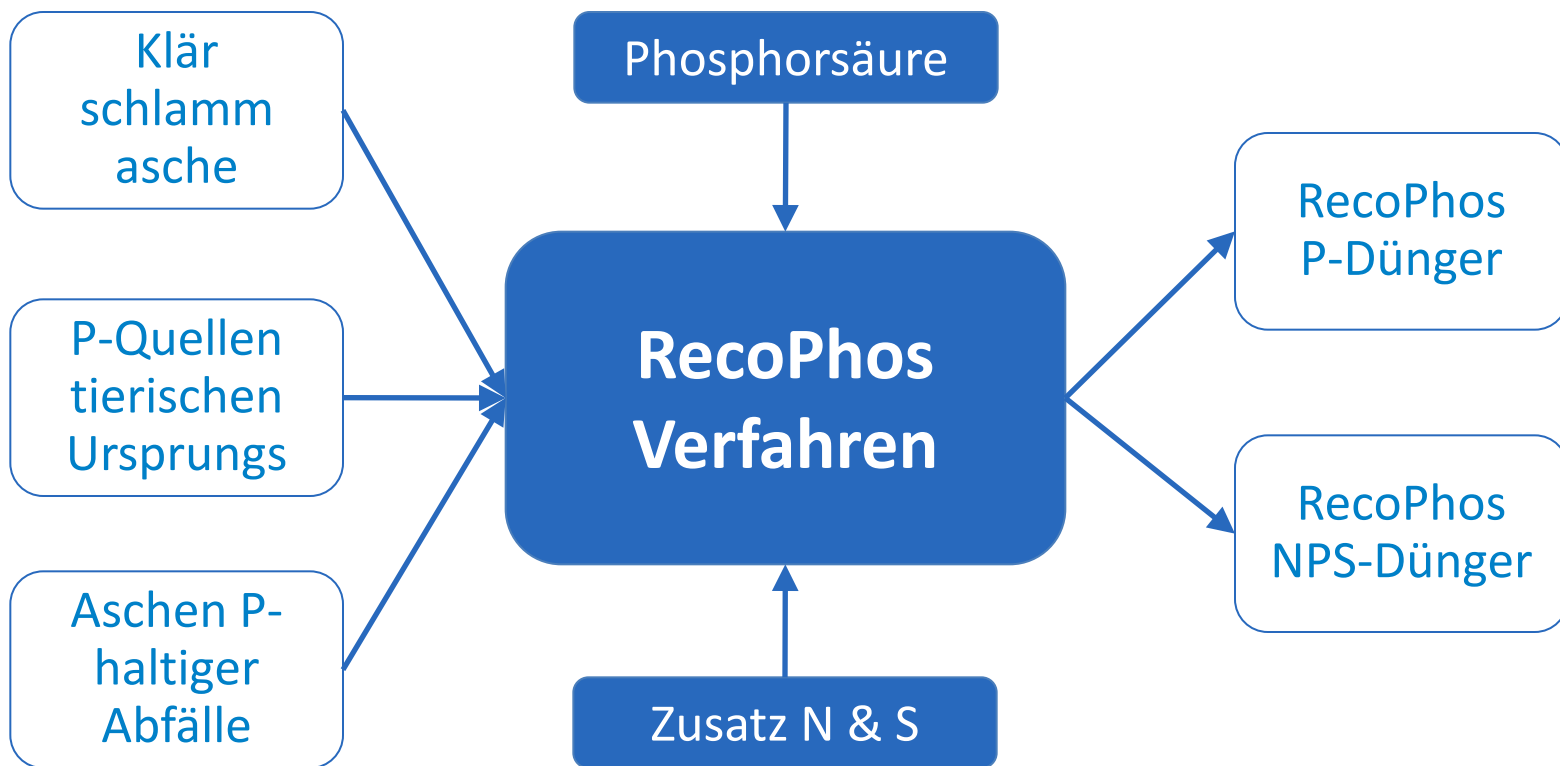 Klär
schlamm
asche
P-Quellen
tierischen
Ursprungs
Aschen P-
haltiger
Abfälle
Phosphorsäure
RecoPhos
Verfahren
Zusatz N & S
RecoPhos
P-Dünger
RecoPhos
NPS-Dünger